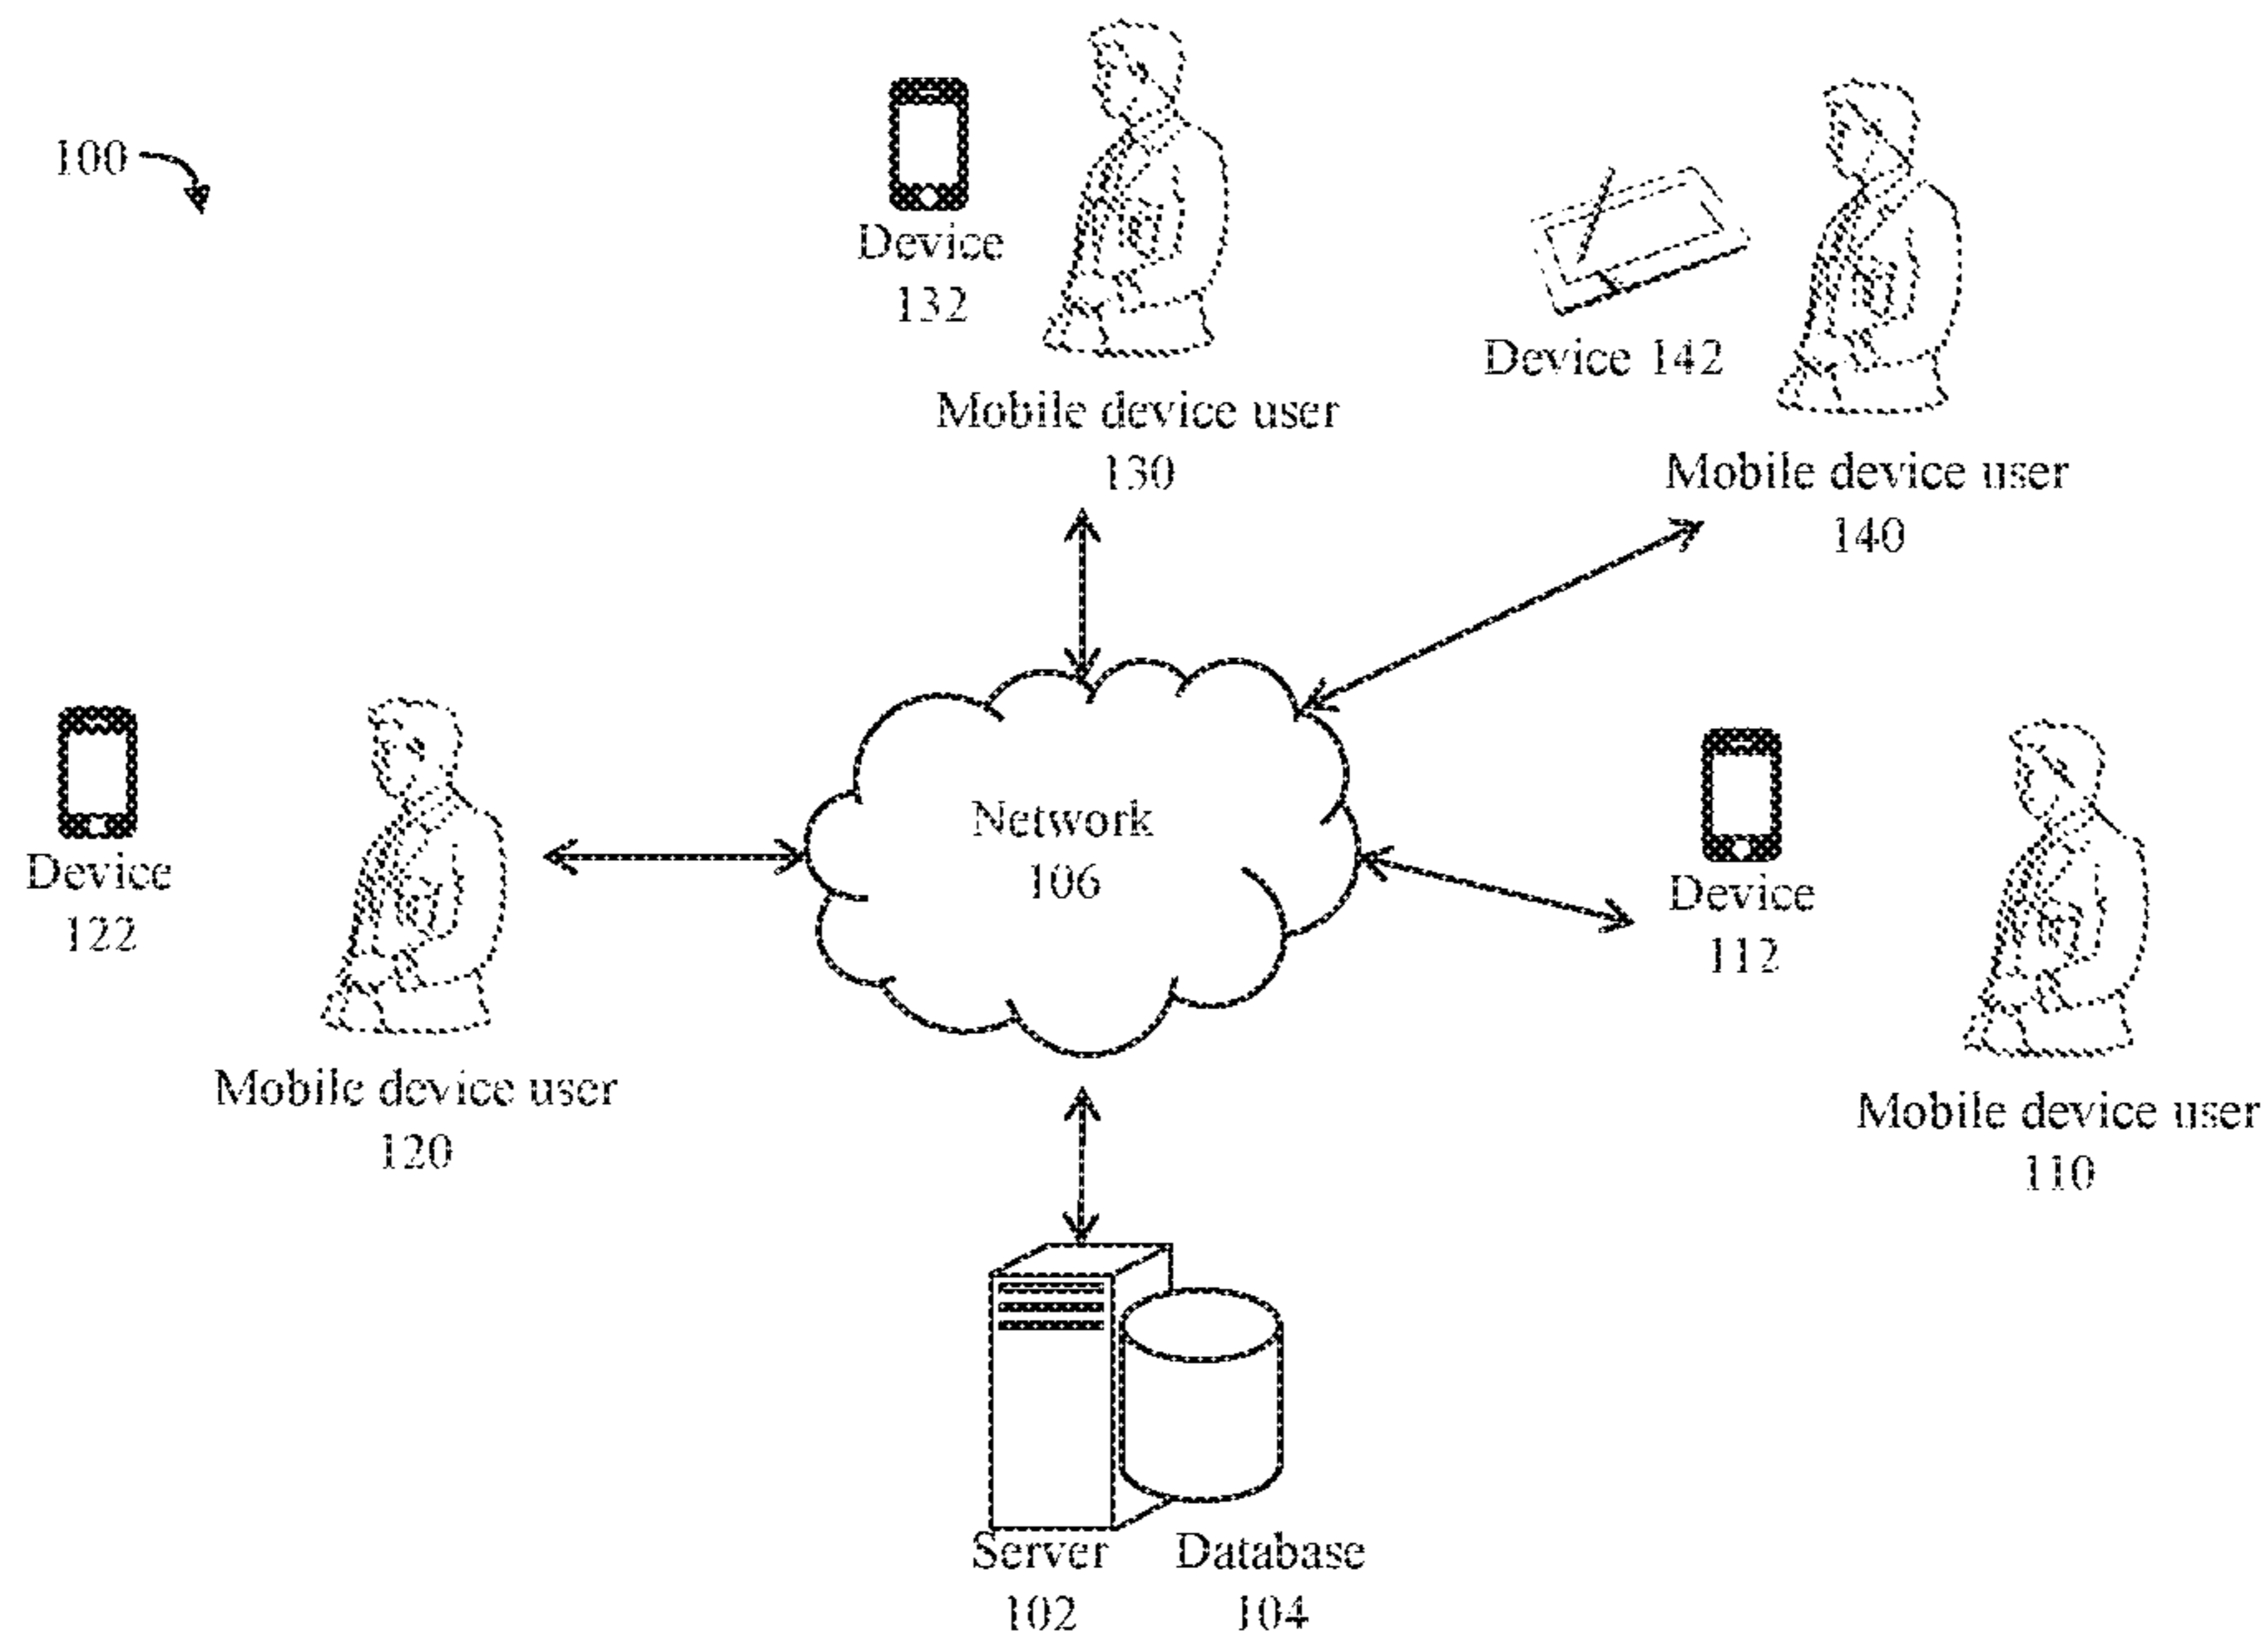 100
Device
132
Mobile device user
130
Device 142
Mobile device user
140
Device
122
Mobile device user
120
Network
106
Device
112
Mobile device user
110
Server
102
Database
104